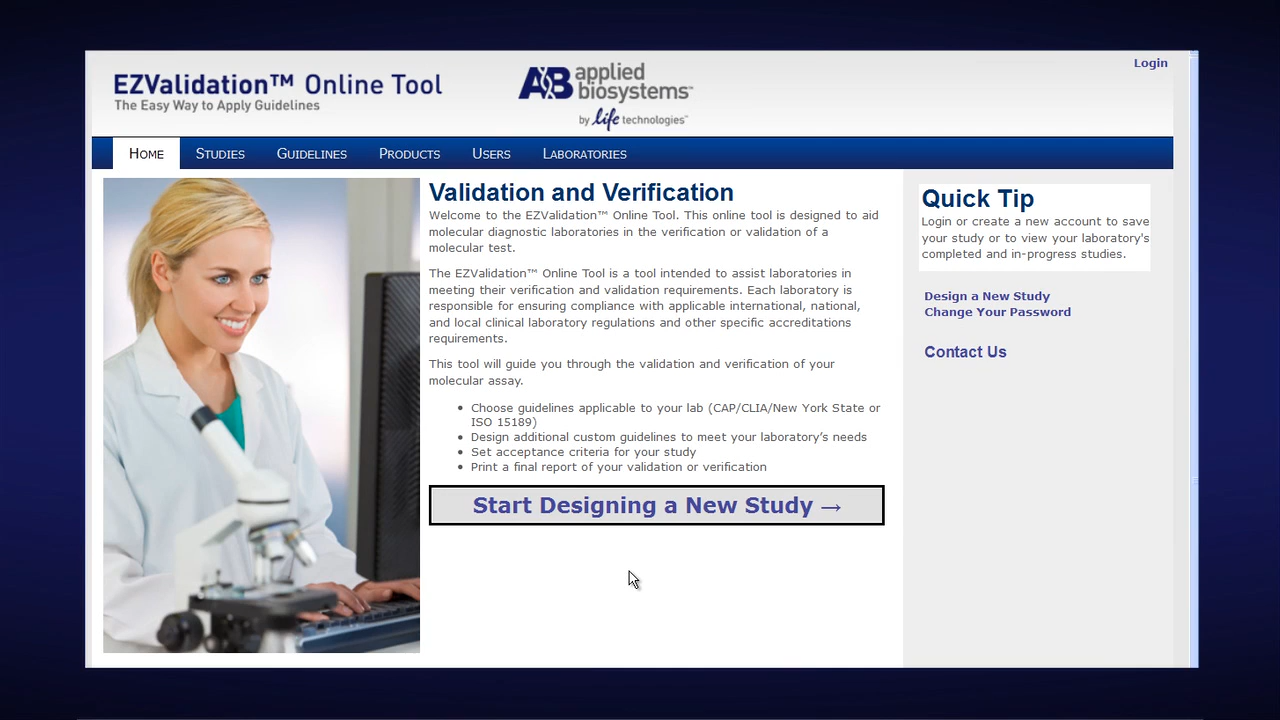 Login
EZValidation™ Online Tool
The Easy Way to Apply Guidelines
AB applied biosystems™
by life technologies™
HOME STUDIES GUIDELINES PRODUCTS USERS LABORATORIES
Validation and Verification
Welcome to the EZValidation™ Online Tool. This online tool is designed to aid
molecular diagnostic laboratories in the verification or validation of a
molecular test.
The EZValidation™ Online Tool is a tool intended to assist laboratories in
meeting their verification and validation requirements. Each laboratory is
responsible for ensuring compliance with applicable international, national,
and local clinical laboratory regulations and other specific accreditations
requirements.
This tool will guide you through the validation and verification of your
molecular assay.
• Choose guidelines applicable to your lab (CAP/CLIA/New York State or
ISO 15189)
• Design additional custom guidelines to meet your laboratory's needs
• Set acceptance criteria for your study
• Print a final report of your validation or verification
Start Designing a New Study →
Quick Tip
Login or create a new account to save
your study or to view your laboratory's
completed and in-progress studies.
Design a New Study
Change Your Password
Contact Us